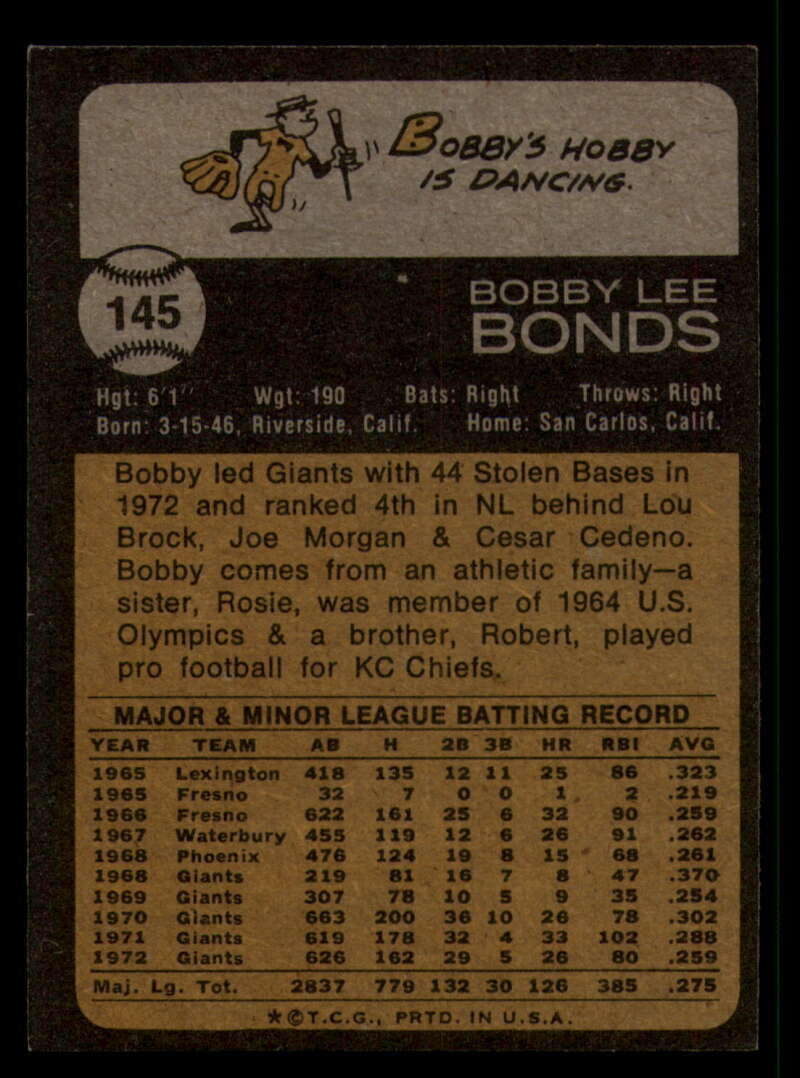 BOBBY'S HOBBY
IS DANCING.
145
BOBBY LEE
BONDS
Hgt: 6'1" Wgt: 190 Bats: Right Throws: Right
Born: 3-15-46, Riverside, Calif. Home: San Carlos, Calif.
Bobby led Giants with 44 Stolen Bases in
1972 and ranked 4th in NL behind Lou
Brock, Joe Morgan & Cesar Cedeno.
Bobby comes from an athletic family—a
sister, Rosie, was member of 1964 U.S.
Olympics & a brother, Robert, played
pro football for KC Chiefs.
MAJOR & MINOR LEAGUE BATTING RECORD
YEAR TEAM AB H 2B 3B HR RBI AVG
1965 Lexington 418 135 12 11 25 86 .323
1965 Fresno 32 7 0 0 1 2 .219
1966 Fresno 622 161 25 6 32 90 .259
1967 Waterbury 455 119 12 6 26 91 .262
1968 Phoenix 476 124 19 8 15 68 .261
1968 Giants 219 81 16 7 8 47 .370
1969 Giants 307 78 10 5 9 35 .254
1970 Giants 663 200 36 10 26 78 .302
1971 Giants 619 178 32 4 33 102 .288
1972 Giants 626 162 29 5 26 80 .259
Maj. Lg. Tot. 2837 779 132 30 126 385 .275
★©T.C.G., PRTD. IN U.S.A.